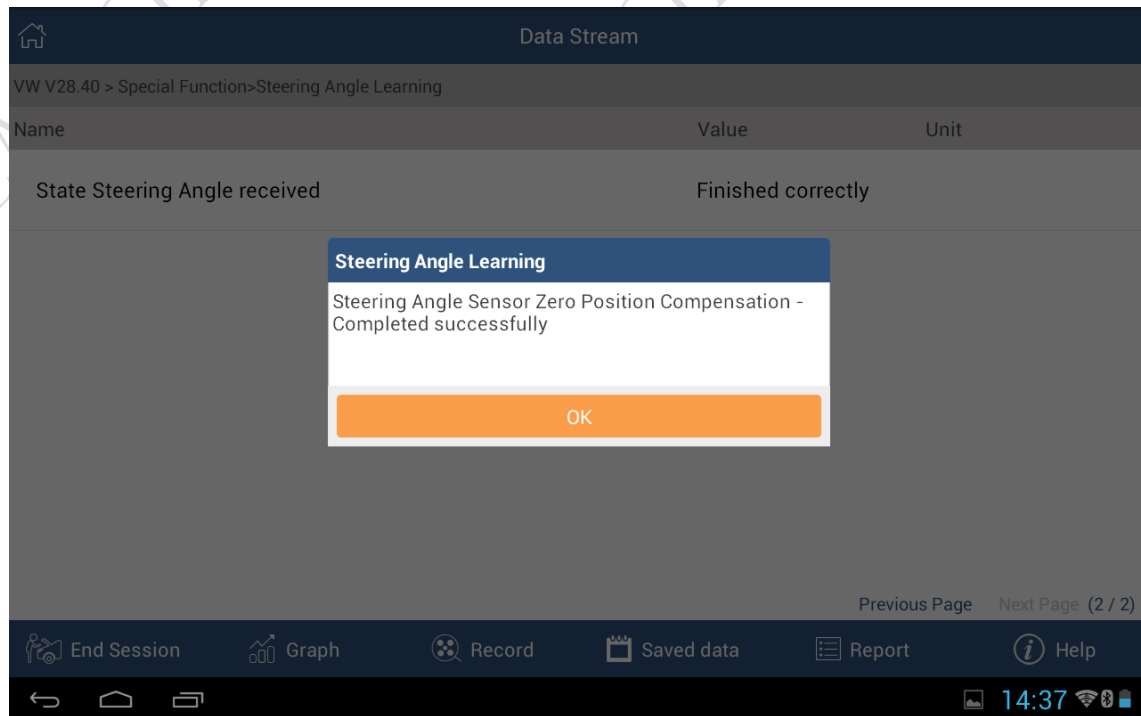 Data Stream
VW V28.40 > Special Function>Steering Angle Learning
Name Value Unit
State Steering Angle received Finished correctly
Steering Angle Learning
Steering Angle Sensor Zero Position Compensation -
Completed successfully
OK
Previous Page Next Page (2 / 2)
End Session Graph Record Saved data Report Help
14:37